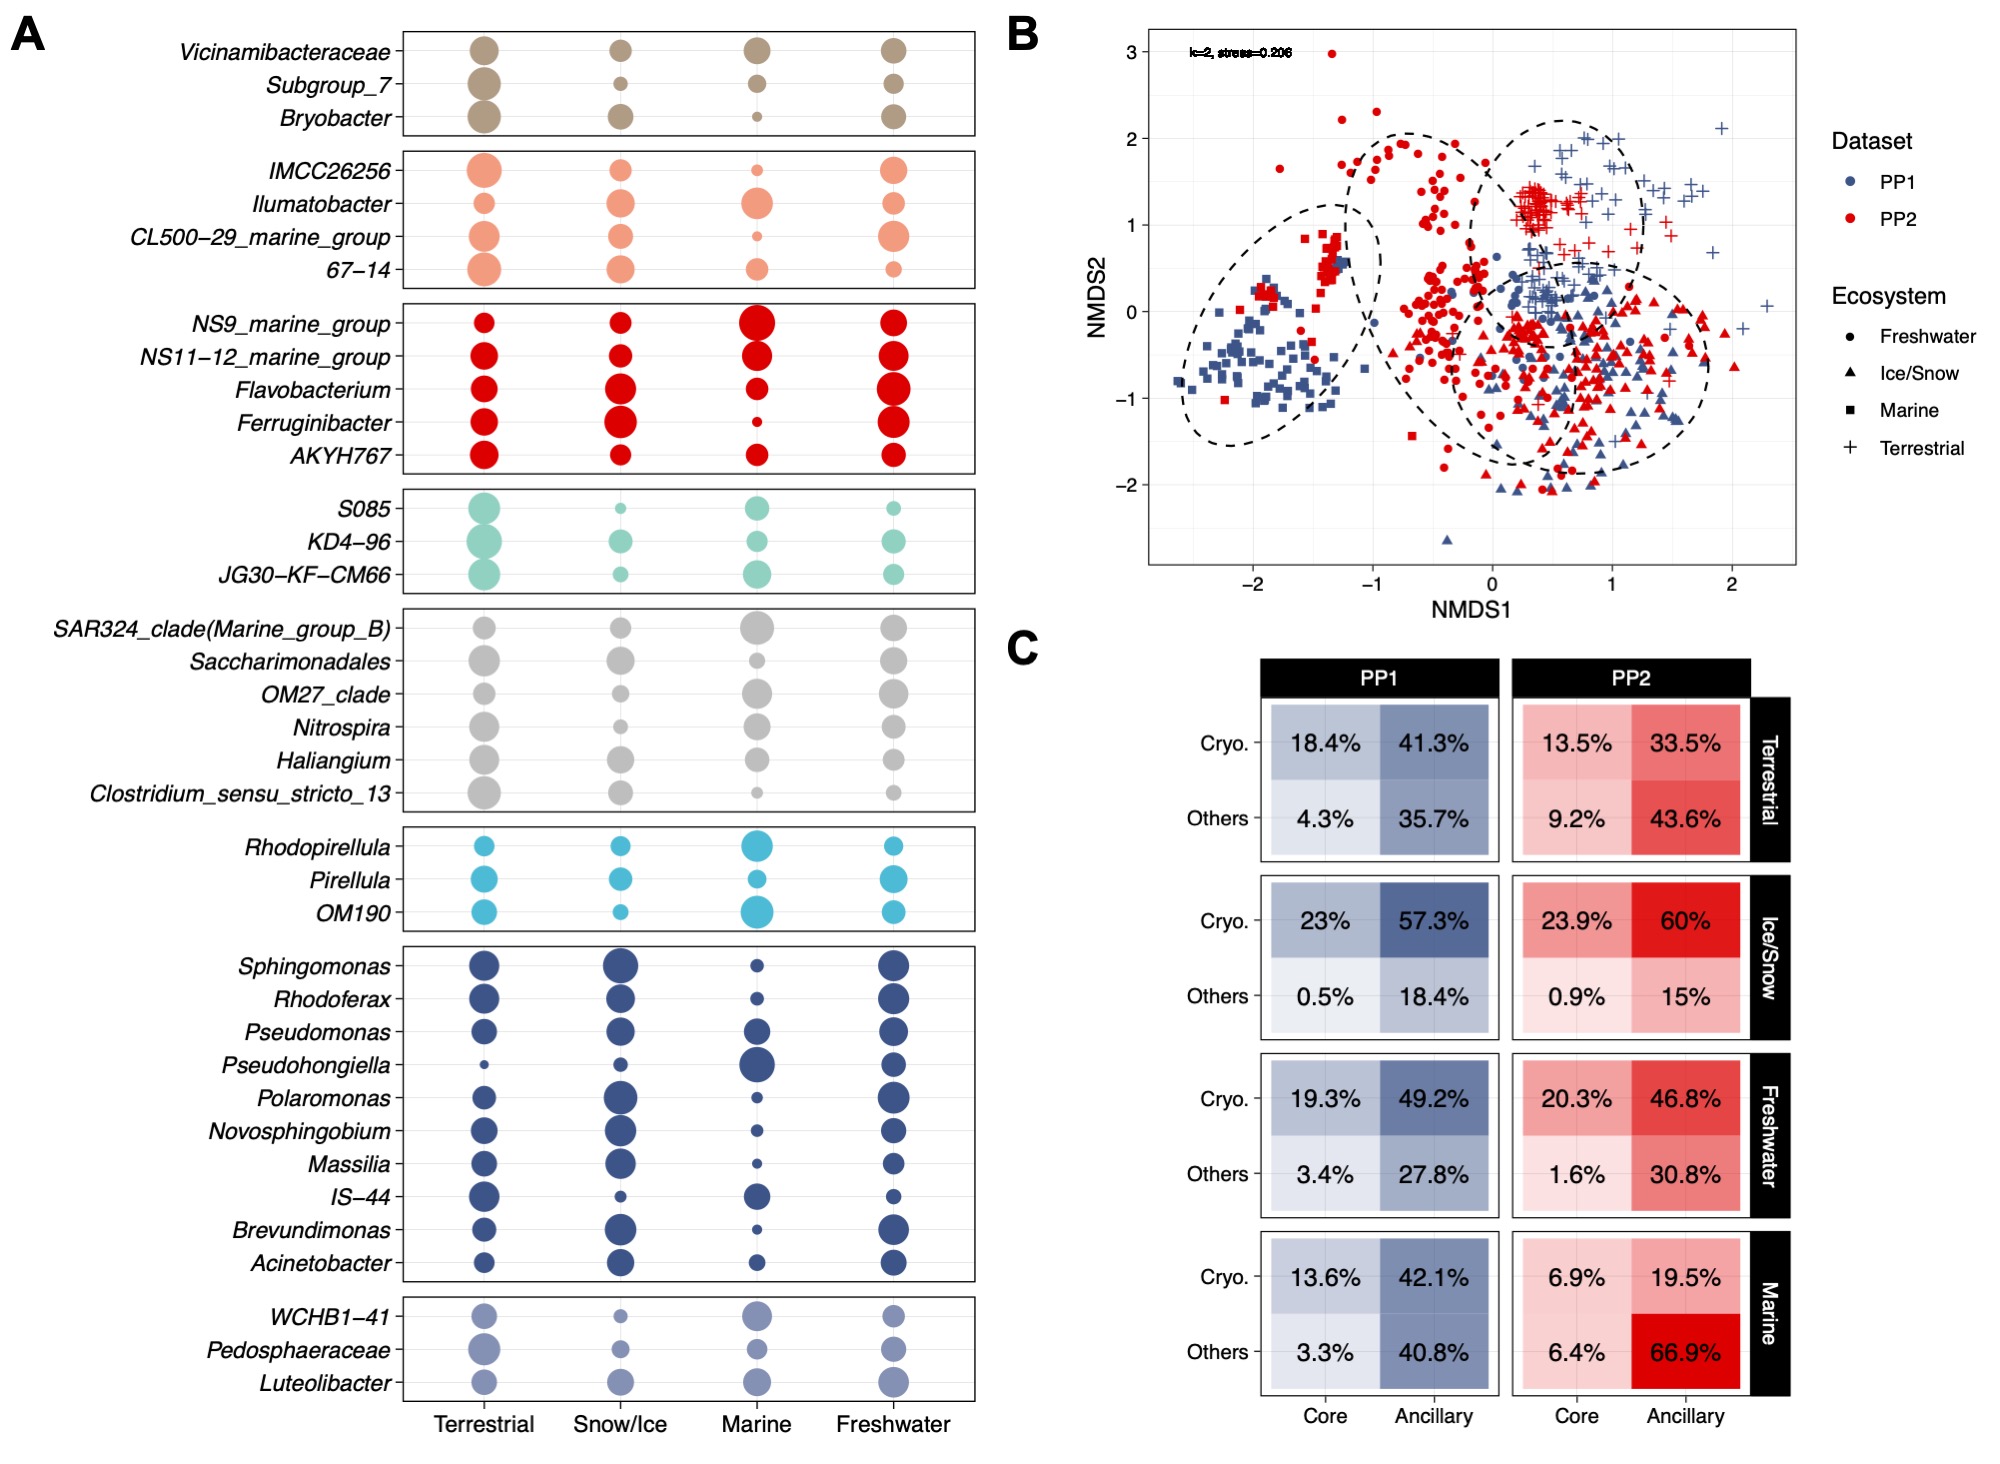 A
Vicinamibacteraceae
Subgroup_7
Bryobacter
IMCC26256
Ilumatobacter
CL500−29_marine_group
67−14
NS9_marine_group
NS11−12_marine_group
Flavobacterium
Ferruginibacter
AKYH767
S085
KD4−96
JG30−KF−CM66
SAR324_clade(Marine_group_B)
Saccharimonadales
OM27_clade
Nitrospira
Haliangium
Clostridium_sensu_stricto_13
Rhodopirellula
Pirellula
OM190
Sphingomonas
Rhodoferax
Pseudomonas
Pseudohongiella
Polaromonas
Novosphingobium
Massilia
IS−44
Brevundimonas
Acinetobacter
WCHB1−41
Pedosphaeraceae
Luteolibacter
Terrestrial Snow/Ice Marine Freshwater
B
k=2, stress=0.206
3
2
1
0
−1
−2
NMDS2
−2 −1 0 1 2
NMDS1
Dataset
PP1
PP2
Ecosystem
Freshwater
Ice/Snow
Marine
Terrestrial
C
PP1 PP2
Cryo. 18.4% 41.3% 13.5% 33.5%
Others 4.3% 35.7% 9.2% 43.6%
Terrestrial
Cryo. 23% 57.3% 23.9% 60%
Others 0.5% 18.4% 0.9% 15%
Ice/Snow
Cryo. 19.3% 49.2% 20.3% 46.8%
Others 3.4% 27.8% 1.6% 30.8%
Freshwater
Cryo. 13.6% 42.1% 6.9% 19.5%
Others 3.3% 40.8% 6.4% 66.9%
Marine
Core Ancillary Core Ancillary